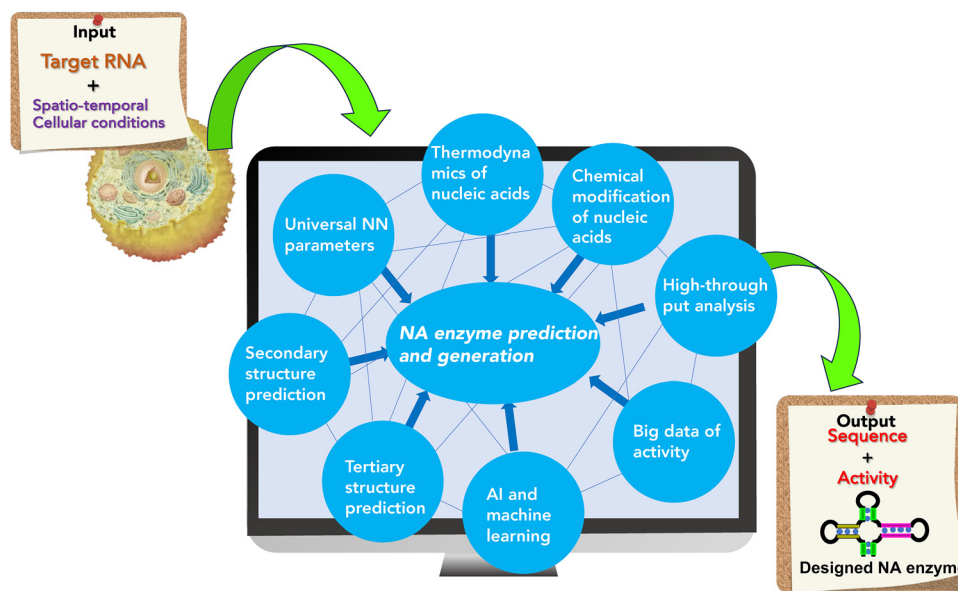 Input
Target RNA
+
Spatio-temporal
Cellular conditions
Thermodyna
mics of
nucleic acids
Chemical
modification
of nucleic
acids
Universal NN
parameters
High-through
put analysis
NA enzyme prediction
and generation
Secondary
structure
prediction
Big data of
activity
Tertiary
structure
prediction
AI and
machine
learning
Output
Sequence
+
Activity
Designed NA enzyme